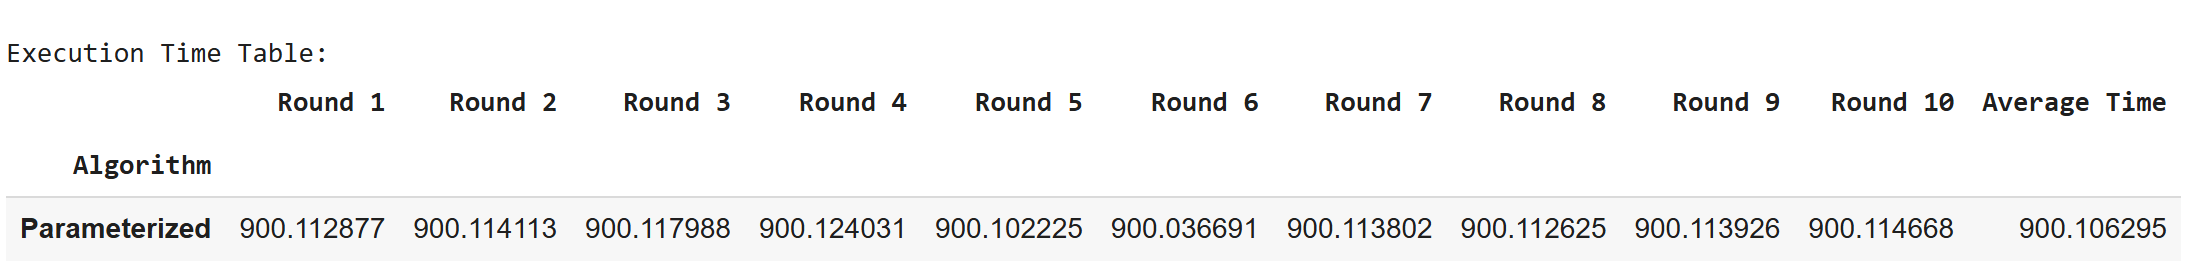 Execution Time Table:
Round 1 Round 2 Round 3 Round 4 Round 5 Round 6 Round 7 Round 8 Round 9 Round 10 Average Time
Algorithm
Parameterized 900.112877 900.114113 900.117988 900.124031 900.102225 900.036691 900.113802 900.112625 900.113926 900.114668 900.106295